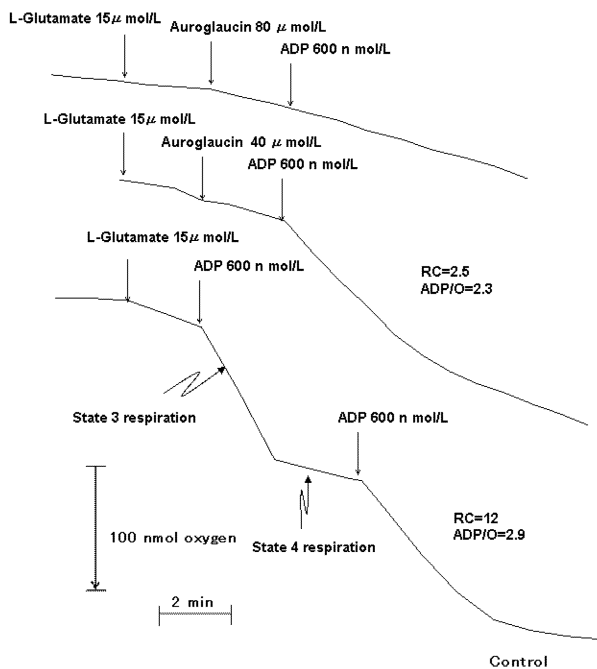 L-Glutamate 15μ mol/L
Auroglaucin 80 μ mol/L
ADP 600 n mol/L
L-Glutamate 15μ mol/L
Auroglaucin 40 μ mol/L
ADP 600 n mol/L
L-Glutamate 15μ mol/L
ADP 600 n mol/L
RC=2.5
ADP/O=2.3
State 3 respiration
ADP 600 n mol/L
100 nmol oxygen
State 4 respiration
RC=12
ADP/O=2.9
2 min
Control